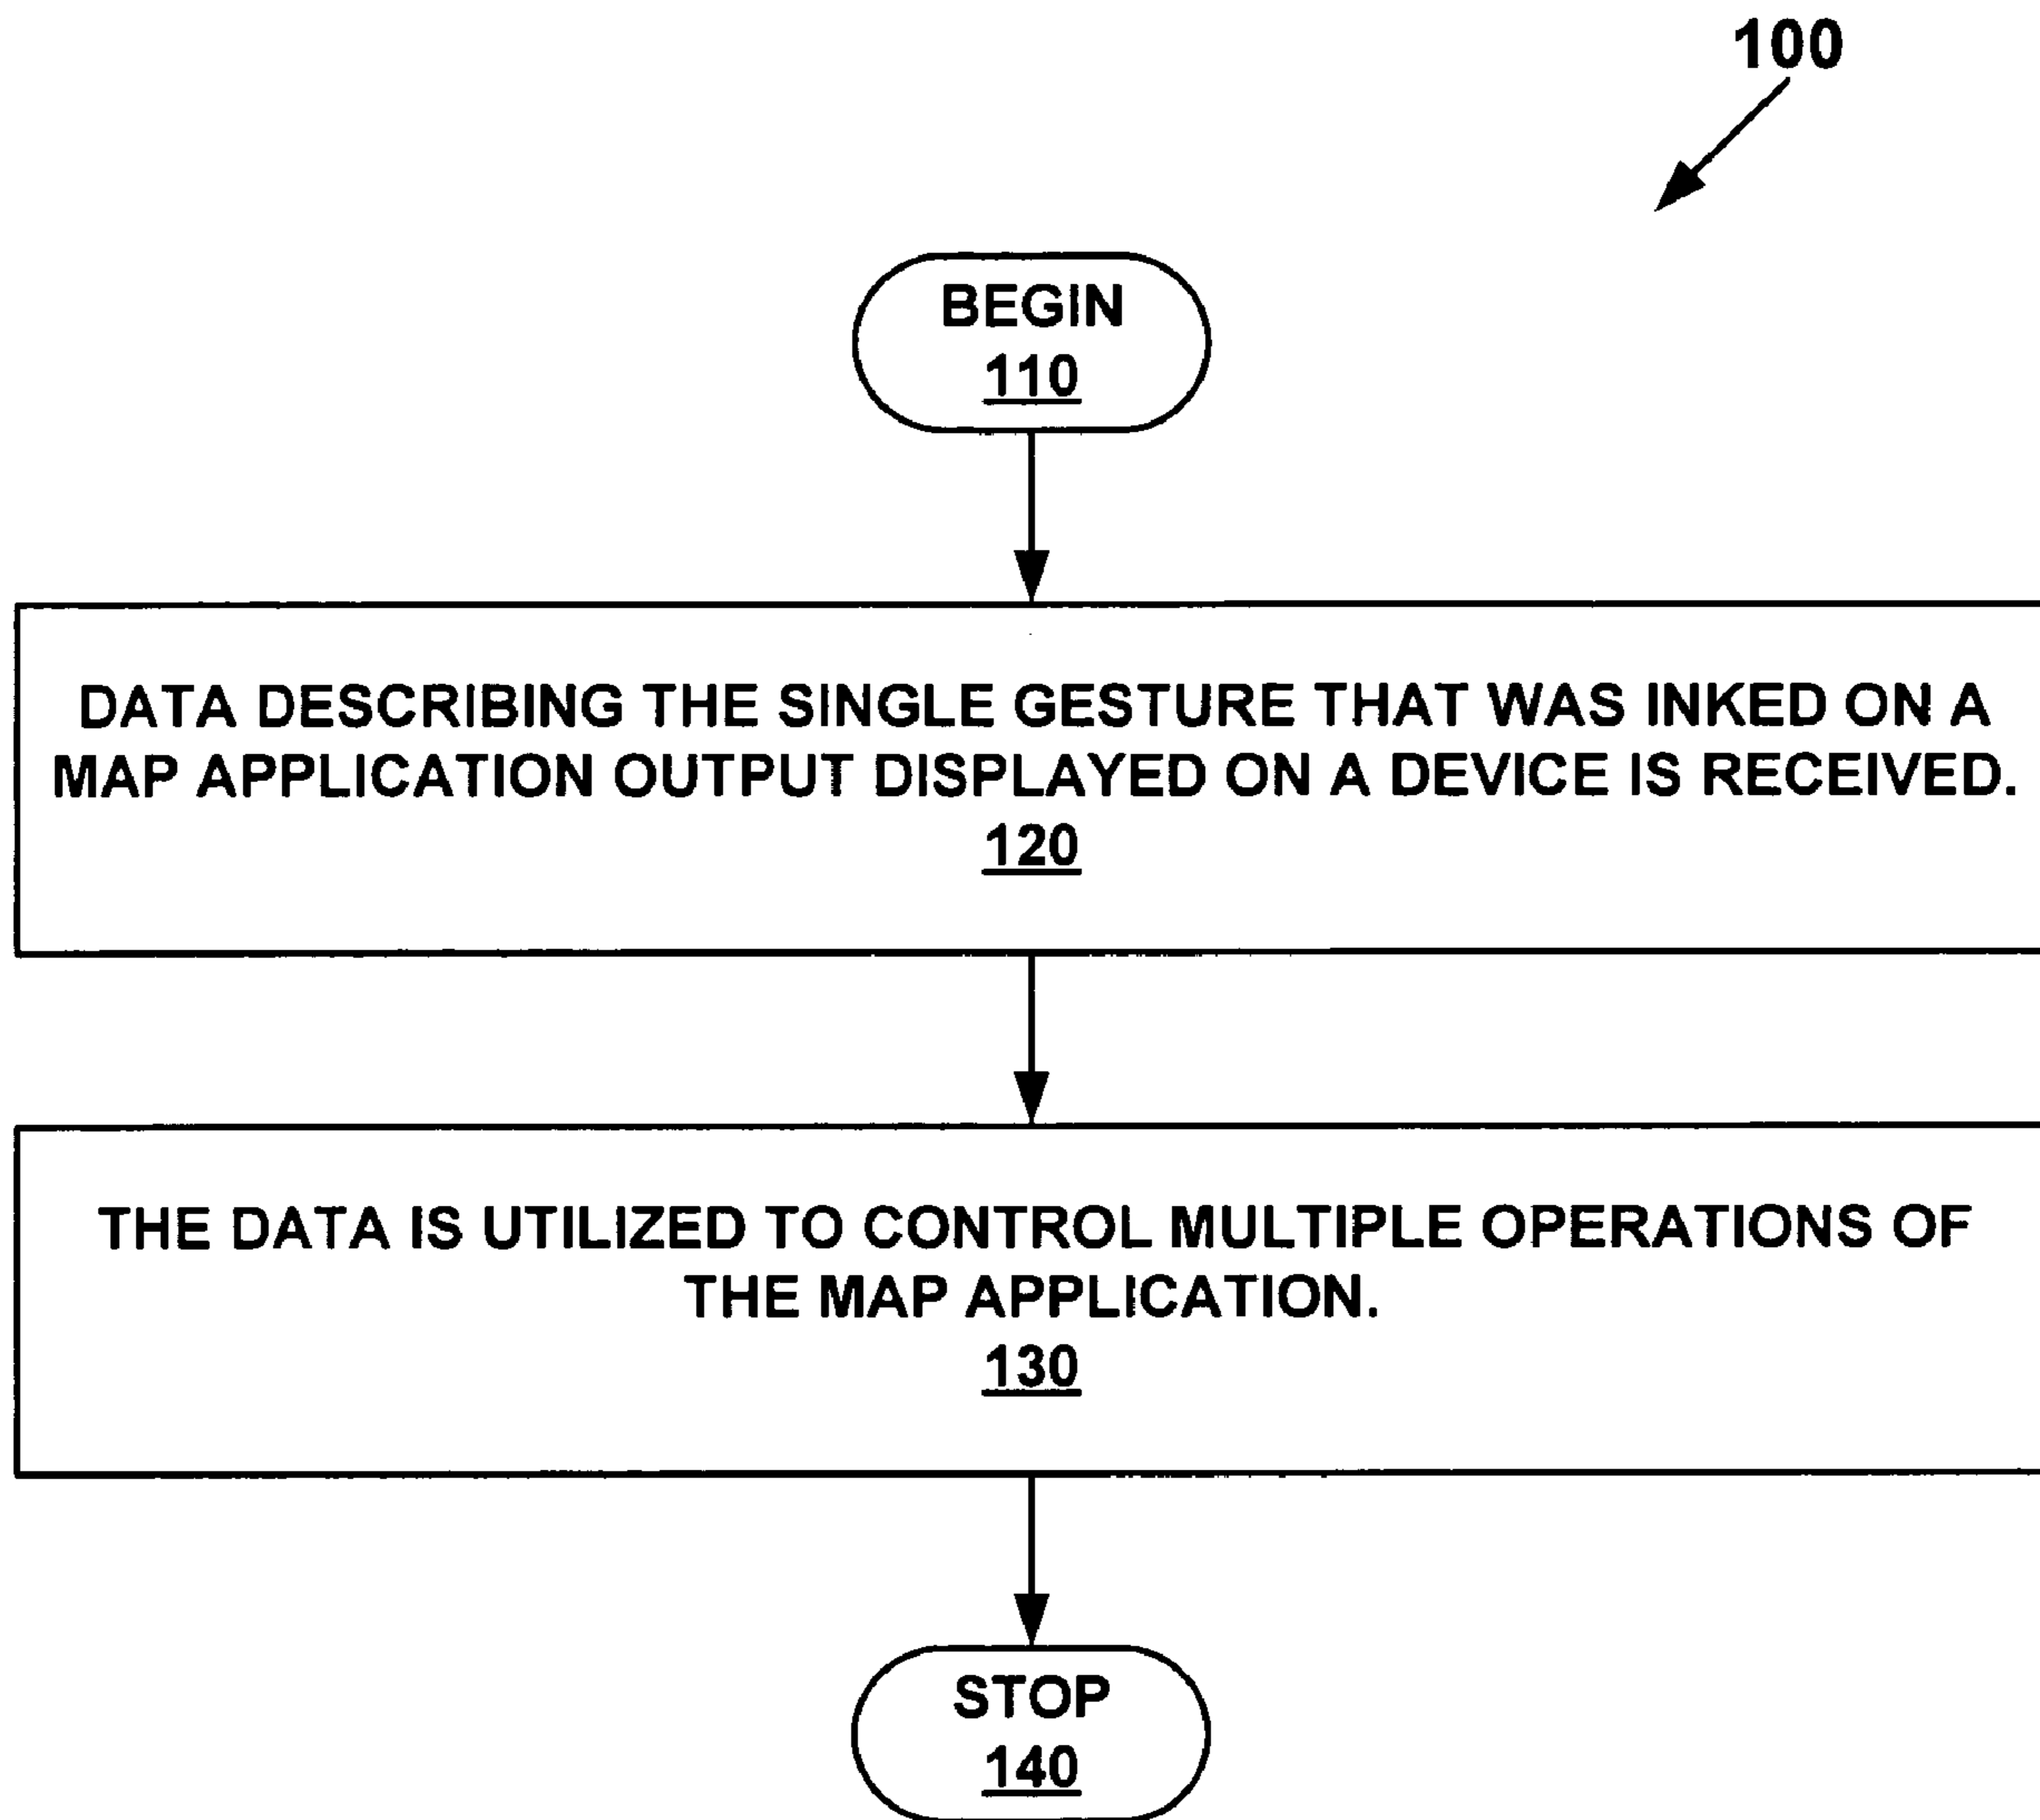 100
BEGIN
110
DATA DESCRIBING THE SINGLE GESTURE THAT WAS INKED ON A
MAP APPLICATION OUTPUT DISPLAYED ON A DEVICE IS RECEIVED.
120
THE DATA IS UTILIZED TO CONTROL MULTIPLE OPERATIONS OF
THE MAP APPLICATION.
130
STOP
140